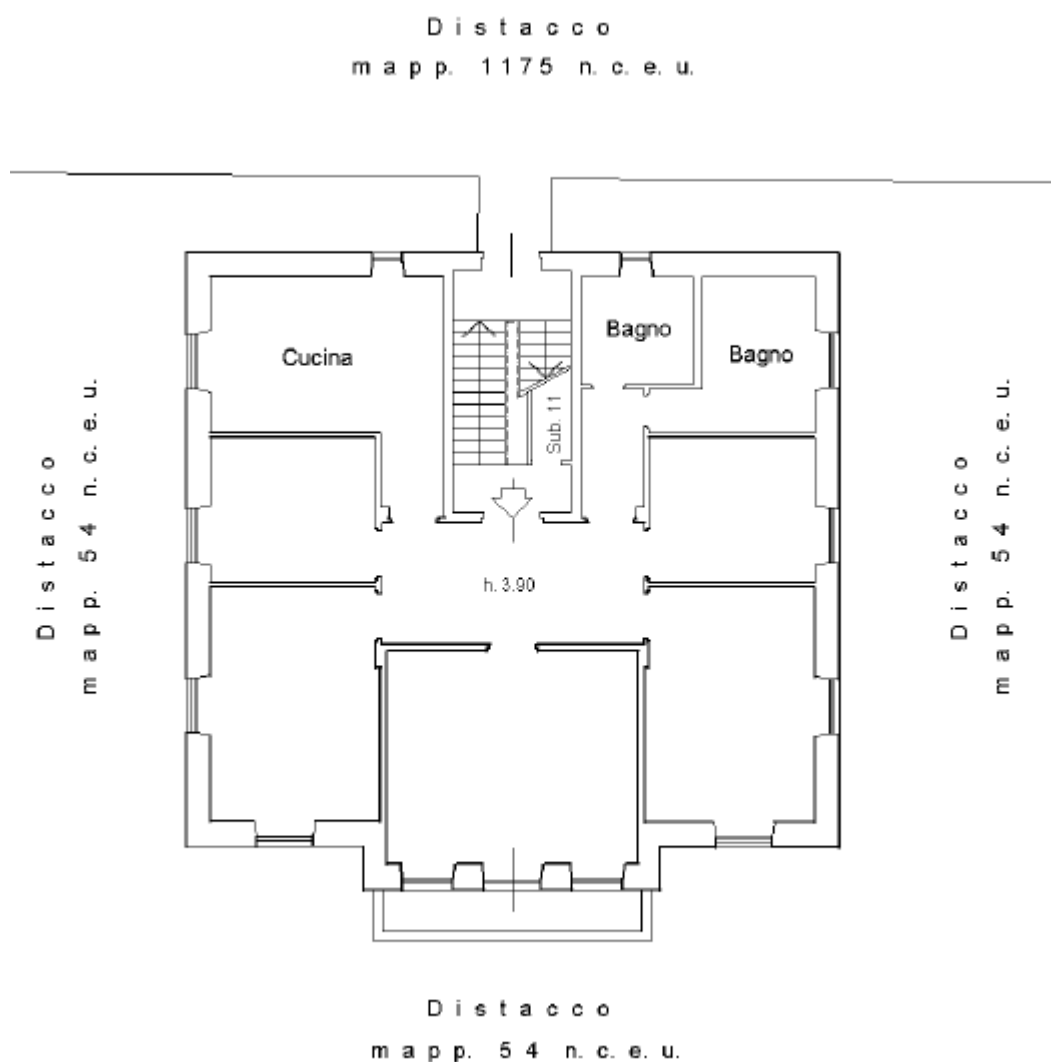 Distacco
mapp. 1175 n.c.e.u.
Cucina
Bagno
Bagno
Sub. 11
h. 3.90
Distacco
mapp. 54 n.c.e.u.
Distacco
mapp. 54 n.c.e.u.
Distacco
mapp. 54 n.c.e.u.